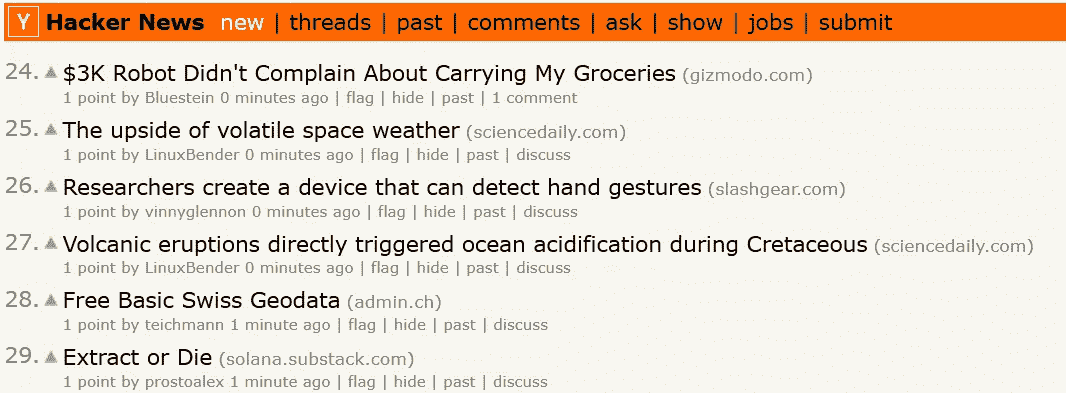 Y Hacker News new | threads | past | comments | ask | show | jobs | submit
24. $3K Robot Didn't Complain About Carrying My Groceries (gizmodo.com)
1 point by Bluestein 0 minutes ago | flag | hide | past | 1 comment
25. The upside of volatile space weather (sciencedaily.com)
1 point by LinuxBender 0 minutes ago | flag | hide | past | discuss
26. Researchers create a device that can detect hand gestures (slashgear.com)
1 point by vinnyglennon 0 minutes ago | flag | hide | past | discuss
27. Volcanic eruptions directly triggered ocean acidification during Cretaceous (sciencedaily.com)
1 point by LinuxBender 0 minutes ago | flag | hide | past | discuss
28. Free Basic Swiss Geodata (admin.ch)
1 point by teichmann 1 minute ago | flag | hide | past | discuss
29. Extract or Die (solana.substack.com)
1 point by prostoalex 1 minute ago | flag | hide | past | discuss